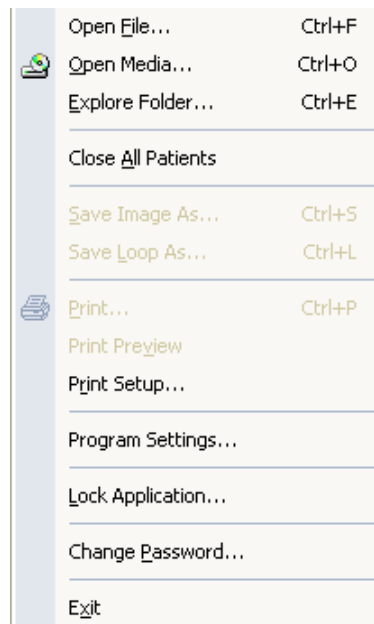 Open File... Ctrl+F
Open Media... Ctrl+O
Explore Folder... Ctrl+E
Close All Patients
Save Image As... Ctrl+S
Save Loop As... Ctrl+L
Print... Ctrl+P
Print Preview
Print Setup...
Program Settings...
Lock Application...
Change Password...
Exit